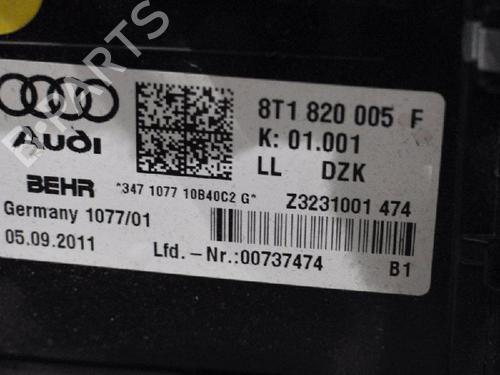 8T1 820 005 F
Audi
K: 01.001
LL DZK
BEHR
*347 1077 10B40C2 G*
Z3231001 474
Germany 1077/01
05.09.2011
Lfd. - Nr.:00737474
B1